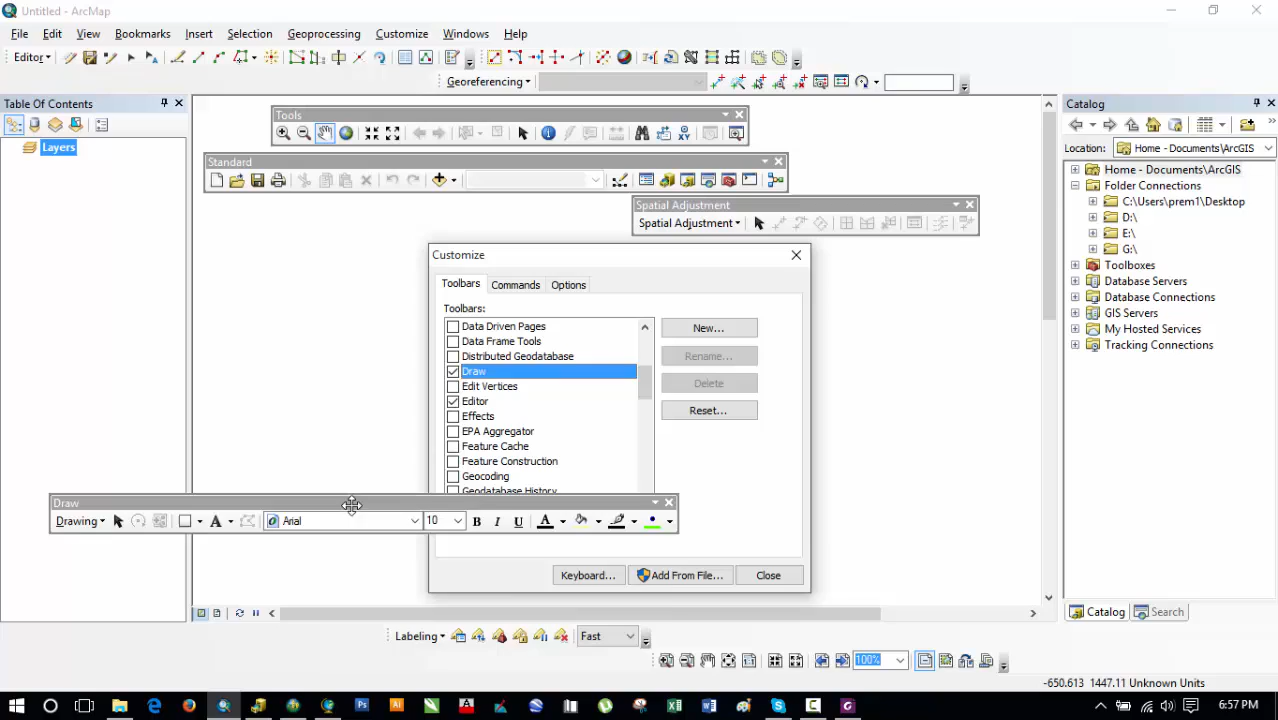 Untitled - ArcMap
File Edit View Bookmarks Insert Selection Geoprocessing Customize Windows Help
Editor
Georeferencing
Table Of Contents
Layers
Tools
XY
Standard
Spatial Adjustment
Spatial Adjustment
Customize
Toolbars Commands Options
Toolbars:
Data Driven Pages
Data Frame Tools
Distributed Geodatabase
Draw
Edit Vertices
Editor
Effects
EPA Aggregator
Feature Cache
Feature Construction
Geocoding
Geodatabase History
New...
Rename...
Delete
Reset...
Draw
Drawing A Arial 10 B I U A
Keyboard... Add From File... Close
Catalog
Location: Home - Documents\ArcGIS
Home - Documents\ArcGIS
Folder Connections
C:\Users\prem1\Desktop
D:\
E:\
G:\
Toolboxes
Database Servers
Database Connections
GIS Servers
My Hosted Services
Tracking Connections
Catalog Search
Labeling Fast
100%
-650.613 1447.11 Unknown Units
6:57 PM